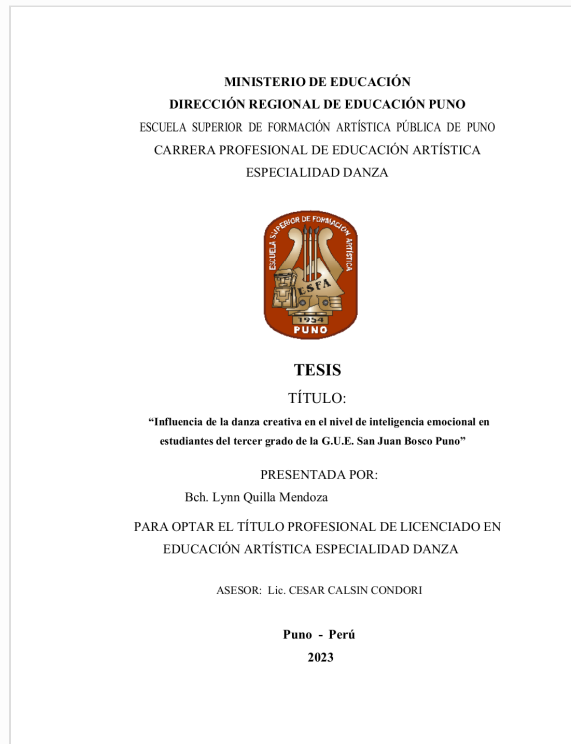 MINISTERIO DE EDUCACIÓN
DIRECCIÓN REGIONAL DE EDUCACIÓN PUNO
ESCUELA SUPERIOR DE FORMACIÓN ARTÍSTICA PÚBLICA DE PUNO
CARRERA PROFESIONAL DE EDUCACIÓN ARTÍSTICA
ESPECIALIDAD DANZA
ESCUELA SUPERIOR DE FORMACION ARTISTICA
ESFA
1954
PUNO
TESIS
TÍTULO:
“Influencia de la danza creativa en el nivel de inteligencia emocional en
estudiantes del tercer grado de la G.U.E. San Juan Bosco Puno”
PRESENTADA POR:
Bch. Lynn Quilla Mendoza
PARA OPTAR EL TÍTULO PROFESIONAL DE LICENCIADO EN
EDUCACIÓN ARTÍSTICA ESPECIALIDAD DANZA
ASESOR: Lic. CESAR CALSIN CONDORI
Puno - Perú
2023